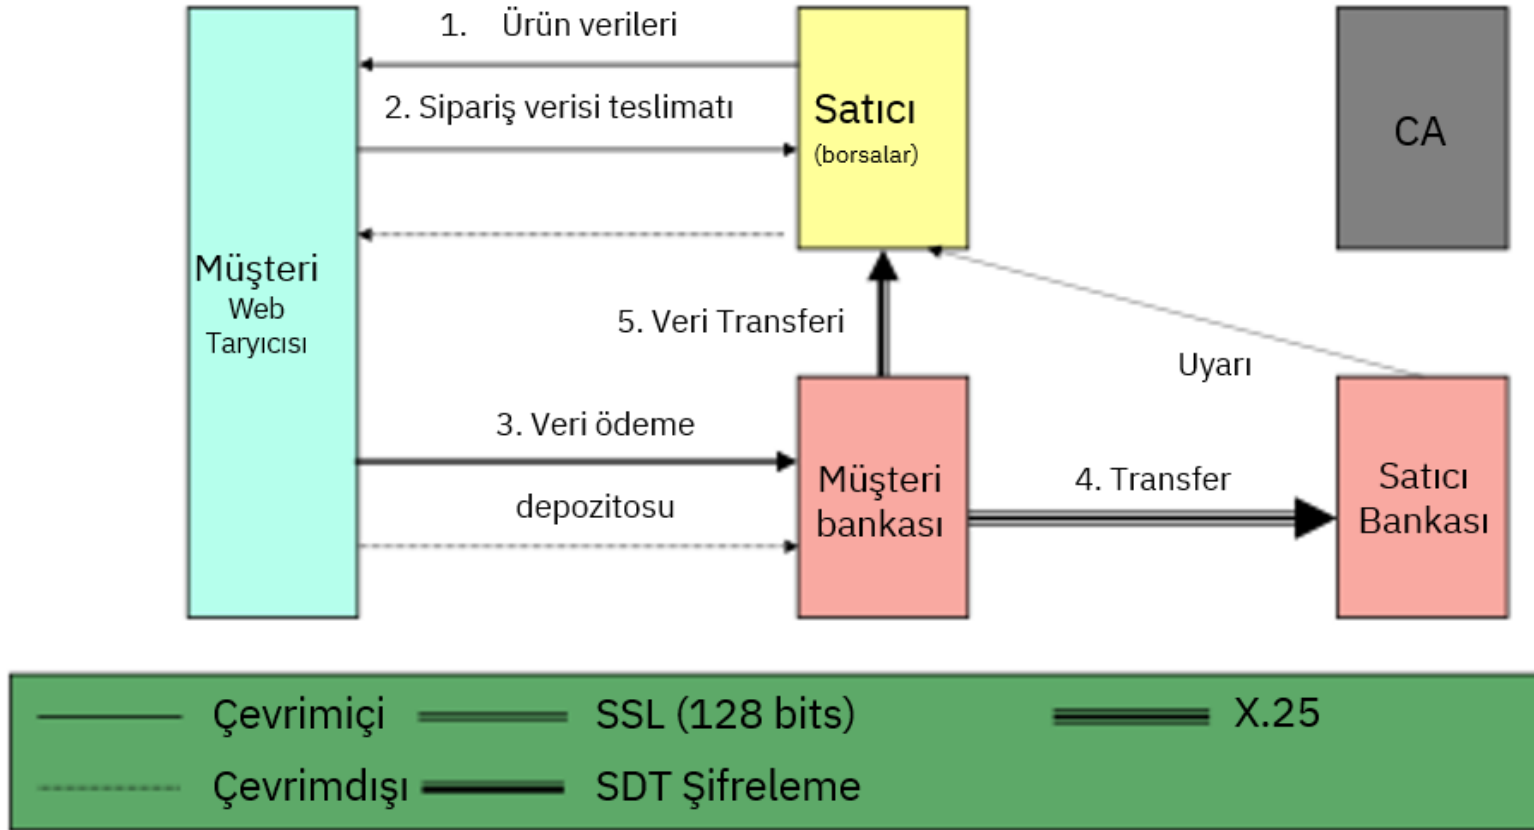 1. Ürün verileri
2. Sipariş verisi teslimatı
Satıcı
(borsalar)
CA
Müşteri
Web
Taryıcısı
5. Veri Transferi
Uyarı
3. Veri ödeme
depozitosu
Müşteri
bankası
4. Transfer
Satıcı
Bankası
Çevrimiçi
SSL (128 bits)
X.25
Çevrimdışı
SDT Şifreleme